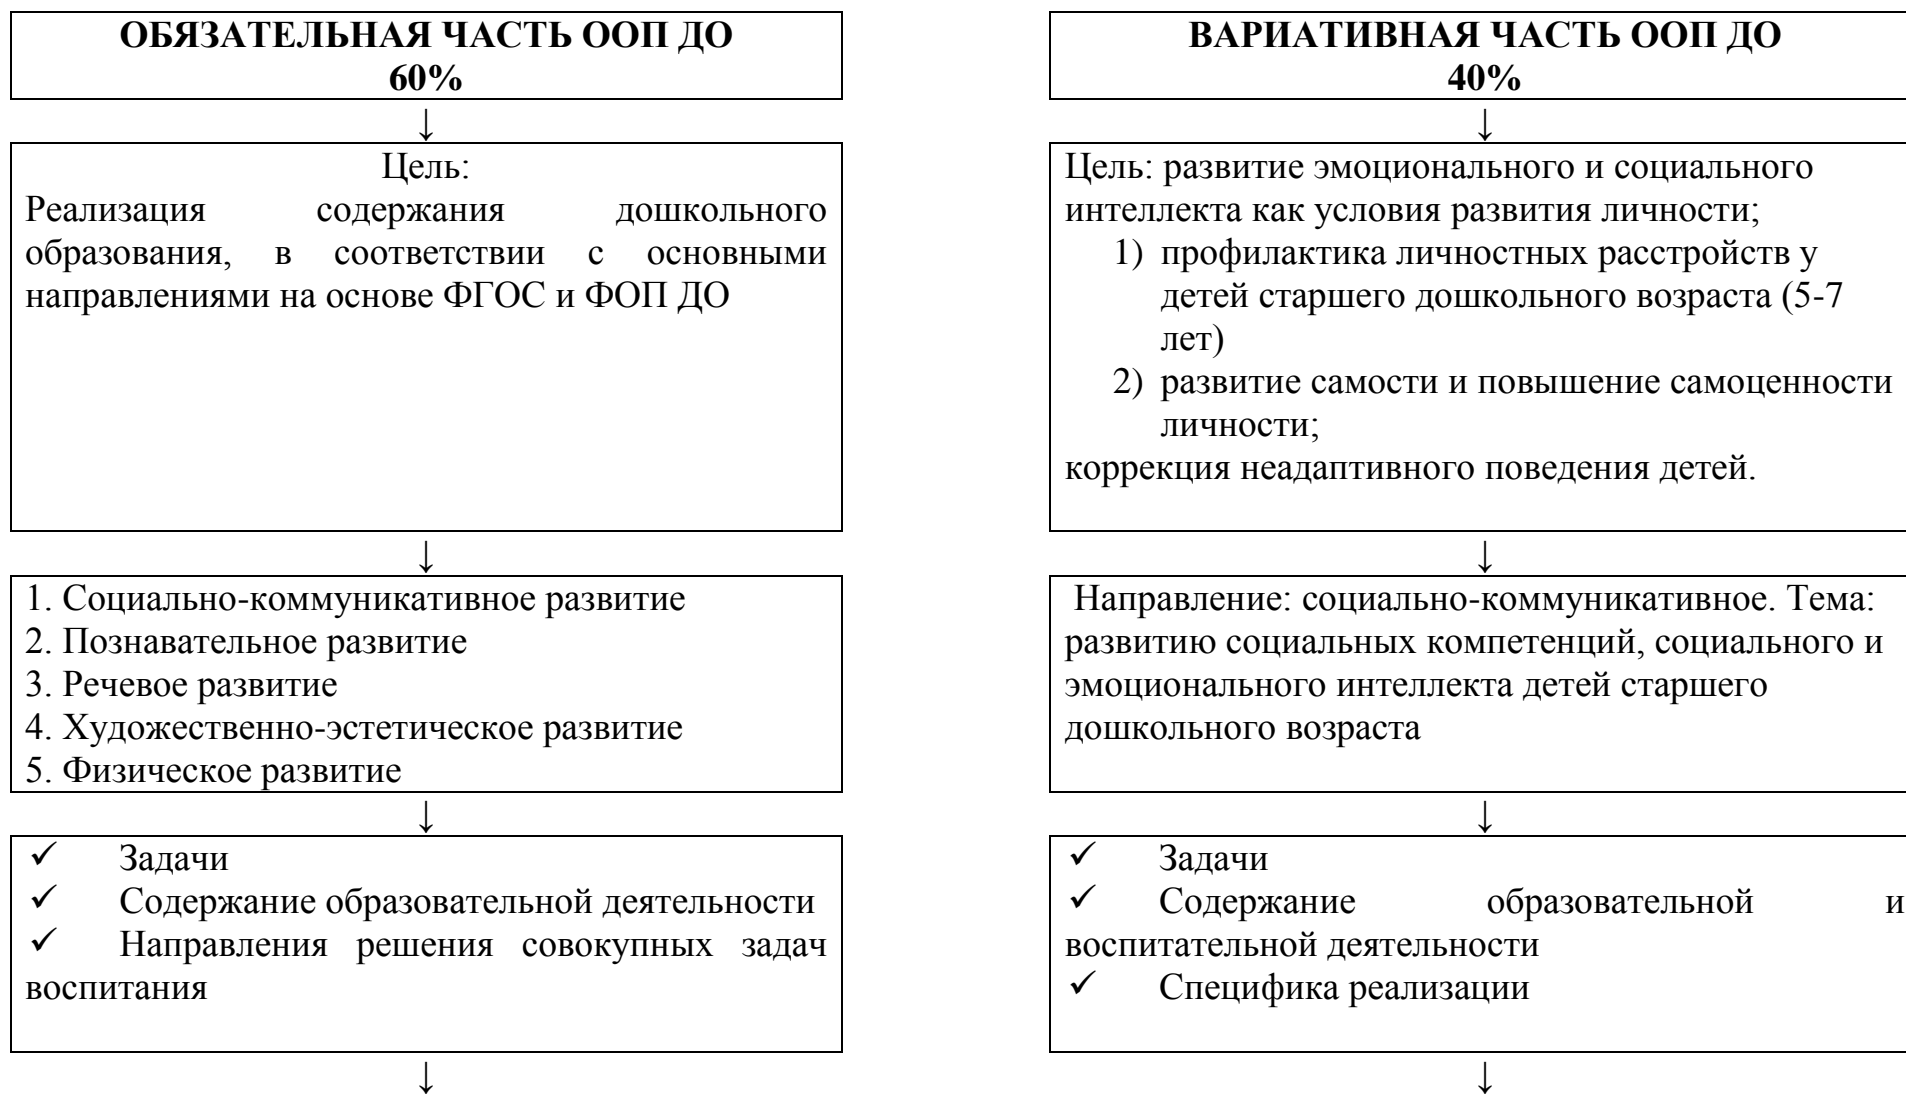 ОБЯЗАТЕЛЬНАЯ ЧАСТЬ ООП ДО
60%
↓
Цель:
Реализация содержания дошкольного
образования, в соответствии с основными
направлениями на основе ФГОС и ФОП ДО
↓
1. Социально-коммуникативное развитие
2. Познавательное развитие
3. Речевое развитие
4. Художественно-эстетическое развитие
5. Физическое развитие
↓
✓ Задачи
✓ Содержание образовательной деятельности
✓ Направления решения совокупных задач
воспитания
↓
ВАРИАТИВНАЯ ЧАСТЬ ООП ДО
40%
↓
Цель: развитие эмоционального и социального
интеллекта как условия развития личности;
1) профилактика личностных расстройств у
детей старшего дошкольного возраста (5-7
лет)
2) развитие самости и повышение самоценности
личности;
коррекция неадаптивного поведения детей.
↓
Направление: социально-коммуникативное. Тема:
развитию социальных компетенций, социального и
эмоционального интеллекта детей старшего
дошкольного возраста
↓
✓ Задачи
✓ Содержание образовательной и
воспитательной деятельности
✓ Специфика реализации
↓